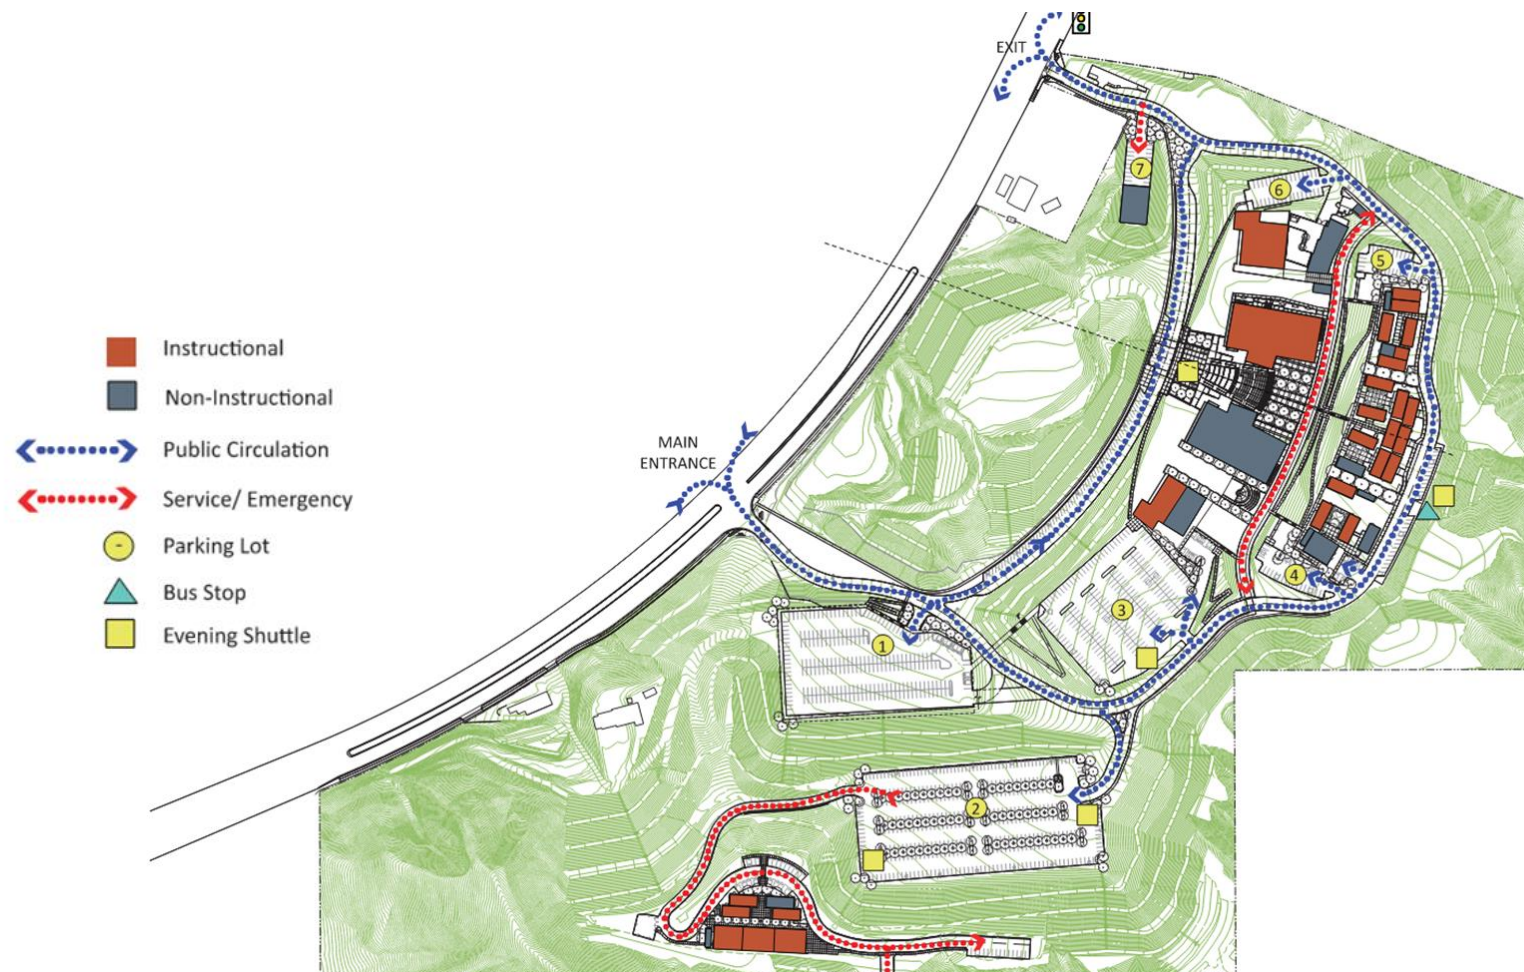 EXIT
7
6
5
Instructional
Non-Instructional
MAIN
ENTRANCE
Public Circulation
Service/ Emergency
Parking Lot
Bus Stop
Evening Shuttle
4
3
1
2